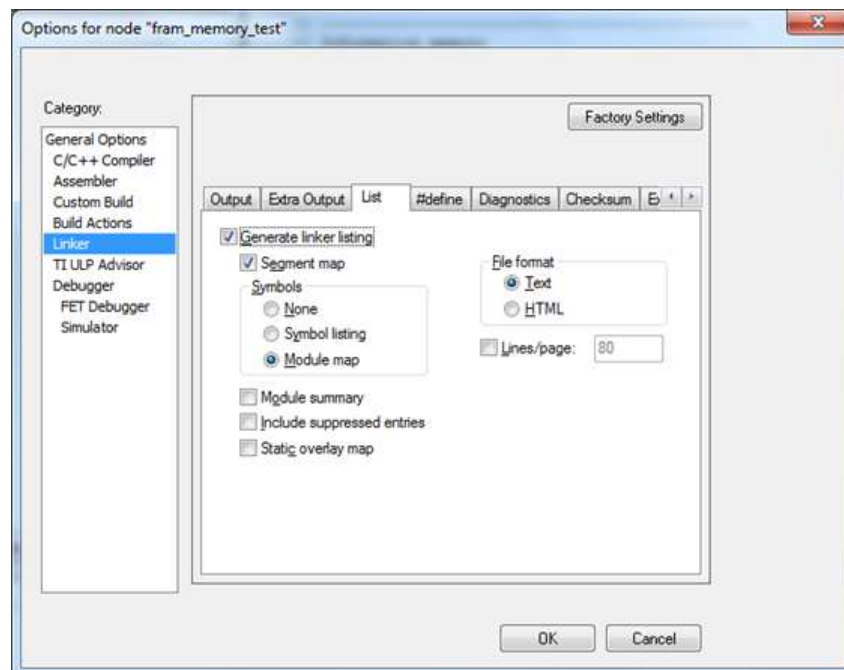 Options for node "fram_memory_test"
Category:
Factory Settings
General Options
C/C++ Compiler
Assembler
Custom Build
Build Actions
Linker
TI ULP Advisor
Debugger
FET Debugger
Simulator
Output Extra Output List #define Diagnostics Checksum
Generate linker listing
Segment map
Symbols
None
Symbol listing
Module map
File format
Text
HTML
Lines/page: 80
Module summary
Include suppressed entries
Static overlay map
OK Cancel